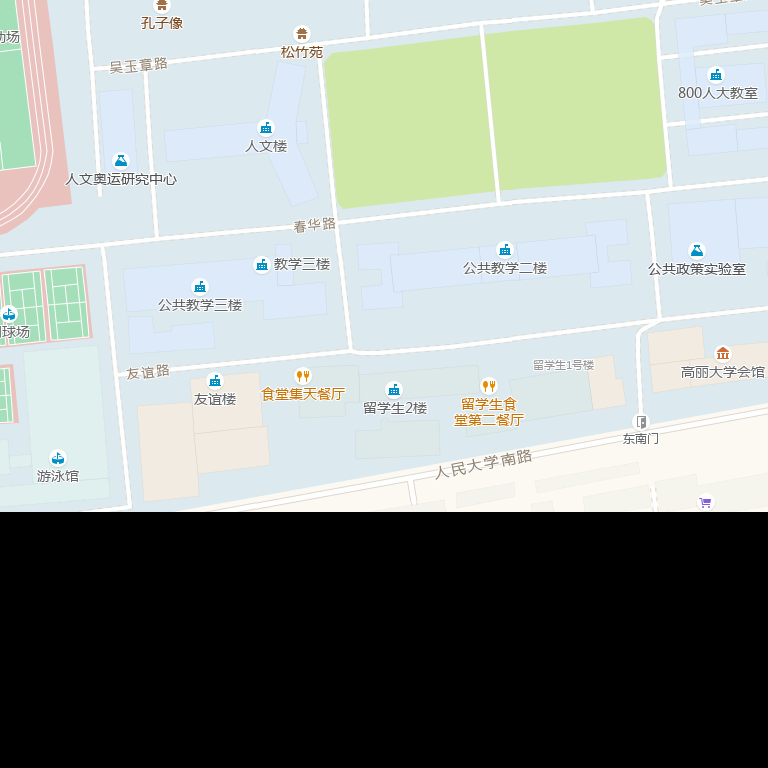 孔子像
松竹苑
吴玉章路
800人大教室
人文楼
人文奥运研究中心
春华路
教学三楼
公共教学二楼
公共政策实验室
公共教学三楼
球场
友谊路
留学生1号楼
高丽大学会馆
食堂集天餐厅
友谊楼
留学生2楼
留学生食
堂第二餐厅
东南门
人民大学南路
游泳馆